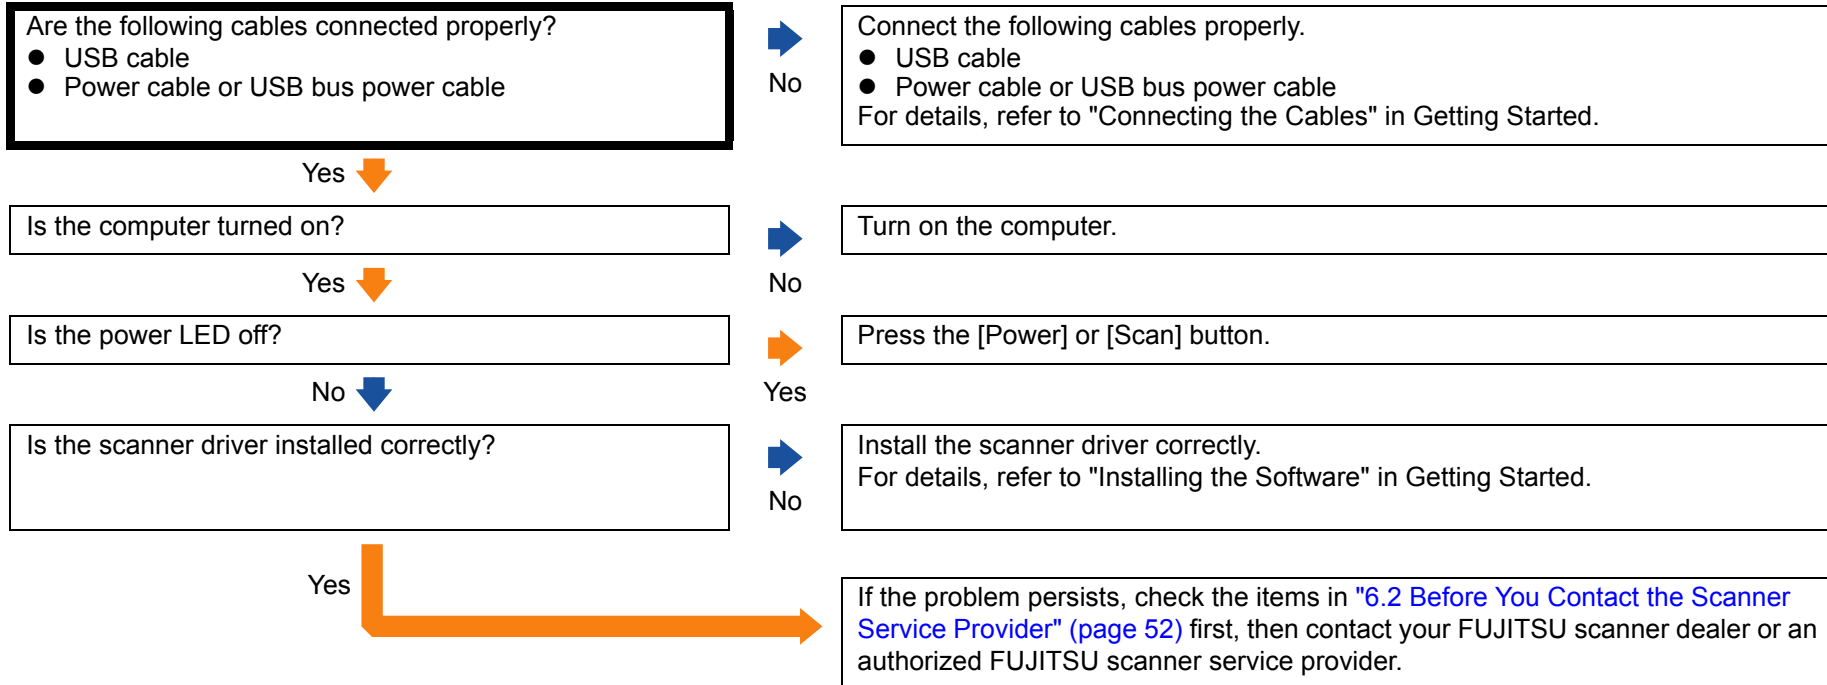 Are the following cables connected properly?
● USB cable
● Power cable or USB bus power cable
No
Connect the following cables properly.
● USB cable
● Power cable or USB bus power cable
For details, refer to "Connecting the Cables" in Getting Started.
Yes
Is the computer turned on?
No
Turn on the computer.
Yes
Is the power LED off?
Yes
Press the [Power] or [Scan] button.
No
Is the scanner driver installed correctly?
No
Install the scanner driver correctly.
For details, refer to "Installing the Software" in Getting Started.
Yes
If the problem persists, check the items in "6.2 Before You Contact the Scanner
Service Provider" (page 52) first, then contact your FUJITSU scanner dealer or an
authorized FUJITSU scanner service provider.